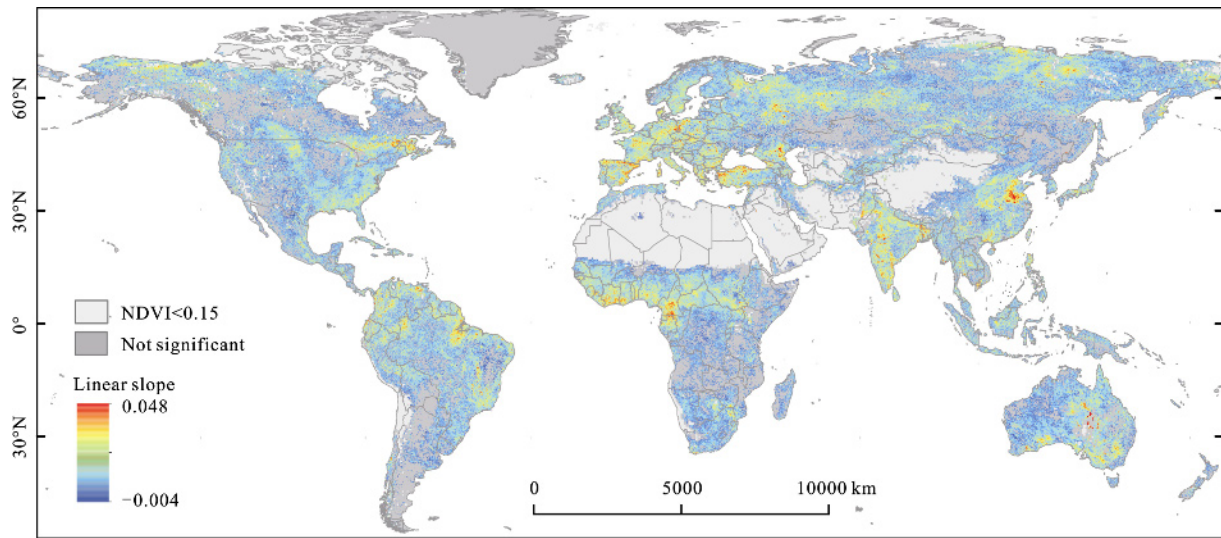 60°N
30°N
0°
30°N
NDVI<0.15
Not significant
Linear slope
0.048
−0.004
0 5000 10000 km